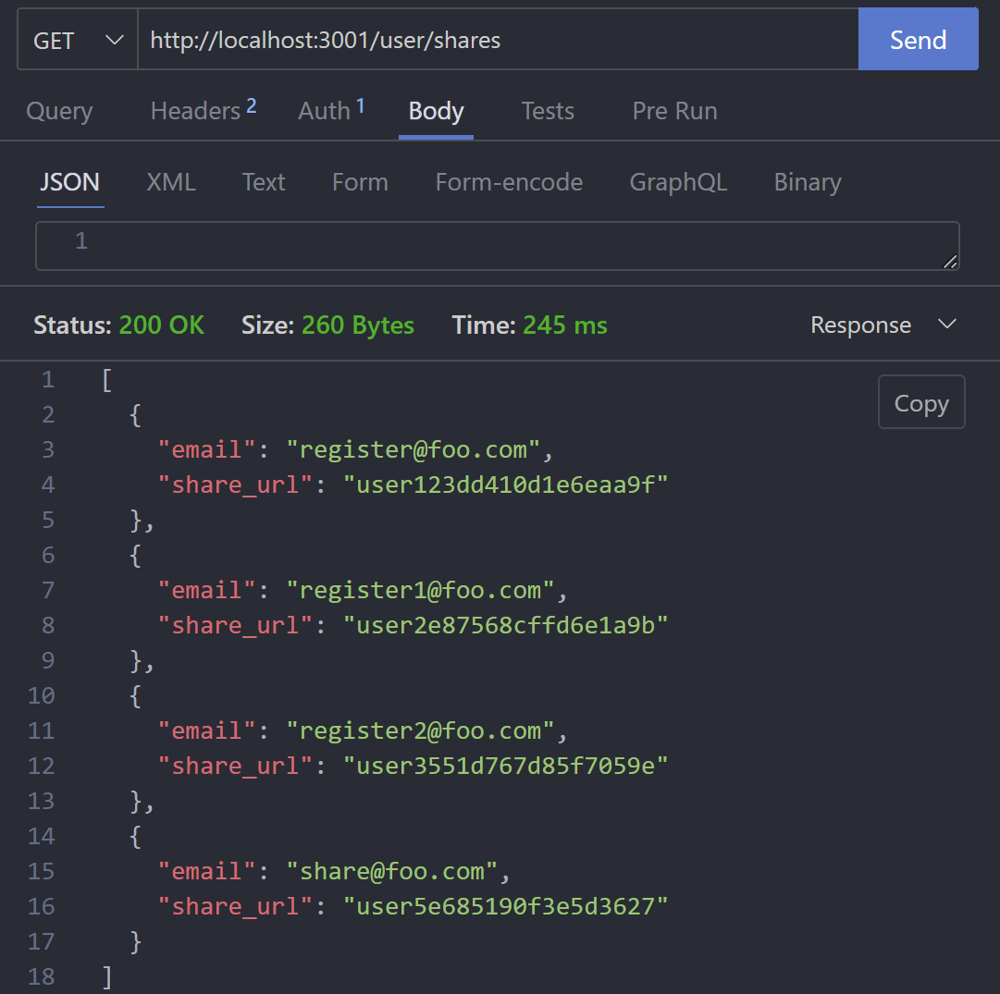 GET http://localhost:3001/user/shares Send
Query Headers 2 Auth 1 Body Tests Pre Run
JSON XML Text Form Form-encode GraphQL Binary
1
Status: 200 OK Size: 260 Bytes Time: 245 ms Response
1 [
Copy
2 {
3 "email": "register@foo.com",
4 "share_url": "user123dd410d1e6eaa9f"
5 },
6 {
7 "email": "register1@foo.com",
8 "share_url": "user2e87568cffd6e1a9b"
9 },
10 {
11 "email": "register2@foo.com",
12 "share_url": "user3551d767d85f7059e"
13 },
14 {
15 "email": "share@foo.com",
16 "share_url": "user5e685190f3e5d3627"
17 }
18 ]